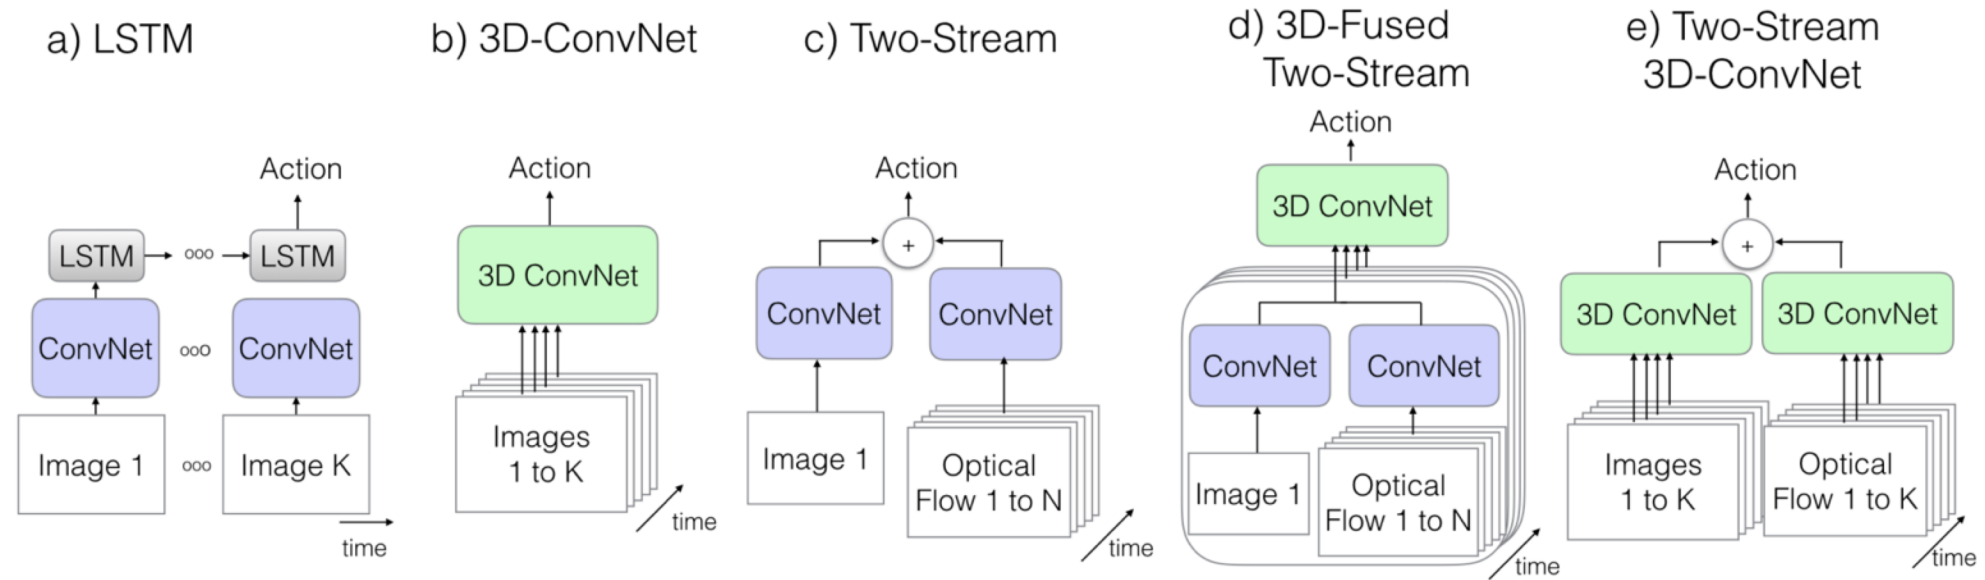 a) LSTM
Action
LSTM
ooo
LSTM
ConvNet
ooo
ConvNet
Image 1
ooo
Image K
time
b) 3D-ConvNet
Action
3D ConvNet
Images
1 to K
time
c) Two-Stream
Action
+
ConvNet
ConvNet
Image 1
Optical
Flow 1 to N
time
d) 3D-Fused
Two-Stream
Action
3D ConvNet
ConvNet
ConvNet
Image 1
Optical
Flow 1 to N
time
e) Two-Stream
3D-ConvNet
Action
+
3D ConvNet
3D ConvNet
Images
1 to K
Optical
Flow 1 to K
time